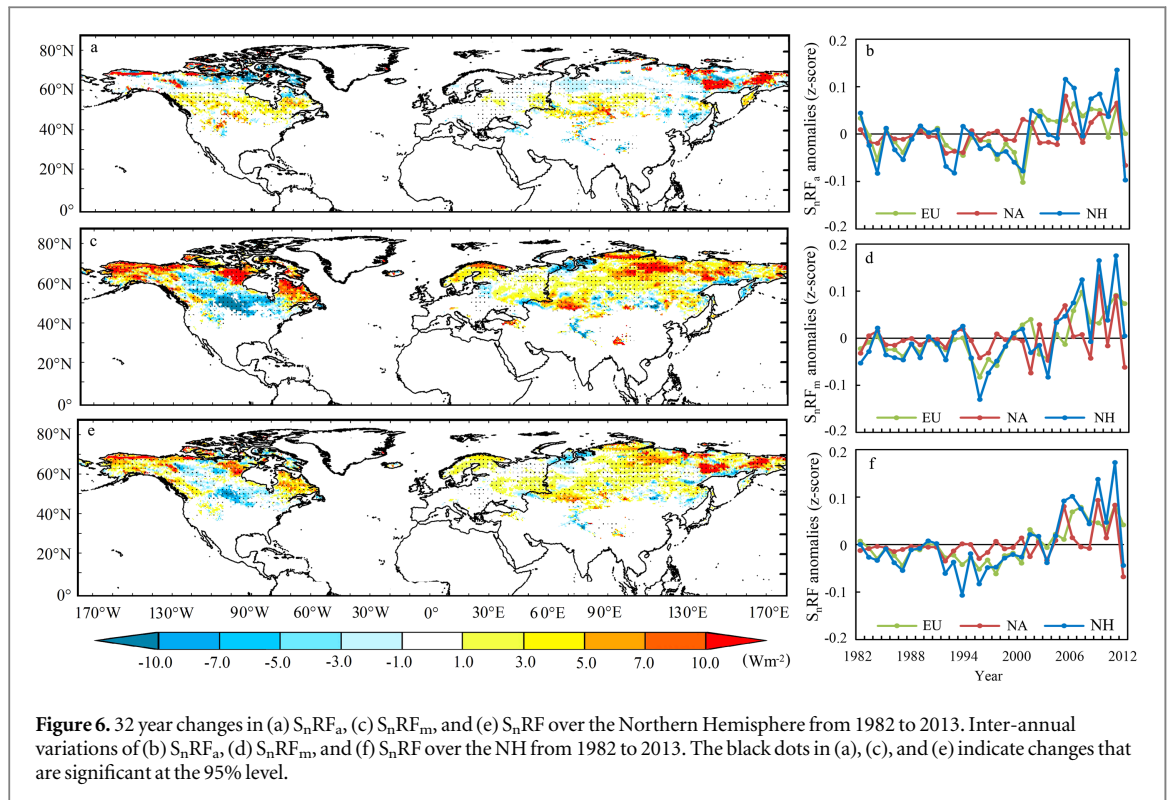 a
80°N
60°N
40°N
20°N
0°
b
0.2
0.1
0
-0.1
-0.2
SnRFa anomalies (z-score)
EU NA NH
c
80°N
60°N
40°N
20°N
0°
d
0.2
0.1
0
-0.1
-0.2
SnRFm anomalies (z-score)
EU NA NH
e
80°N
60°N
40°N
20°N
0°
170°W 130°W 90°W 60°W 30°W 0° 30°E 60°E 90°E 130°E 170°E
-10.0 -7.0 -5.0 -3.0 -1.0 1.0 3.0 5.0 7.0 10.0 (Wm-2)
f
0.2
0.1
0
-0.1
-0.2
SnRF anomalies (z-score)
EU NA NH
1982 1988 1994 2000 2006 2012
Year
Figure 6. 32 year changes in (a) SnRFa, (c) SnRFm, and (e) SnRF over the Northern Hemisphere from 1982 to 2013. Inter-annual
variations of (b) SnRFa, (d) SnRFm, and (f) SnRF over the NH from 1982 to 2013. The black dots in (a), (c), and (e) indicate changes that
are significant at the 95% level.